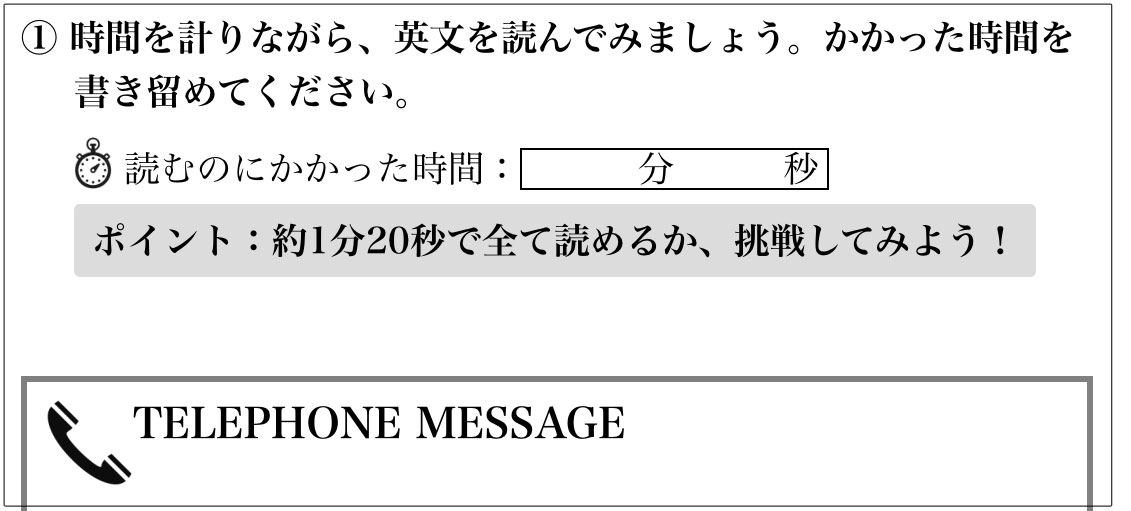 ① 時間を計りながら、英文を読んでみましょう。かかった時間を
書き留めてください。
読むのにかかった時間：　　分　　秒
ポイント：約1分20秒で全て読めるか、挑戦してみよう！
TELEPHONE MESSAGE